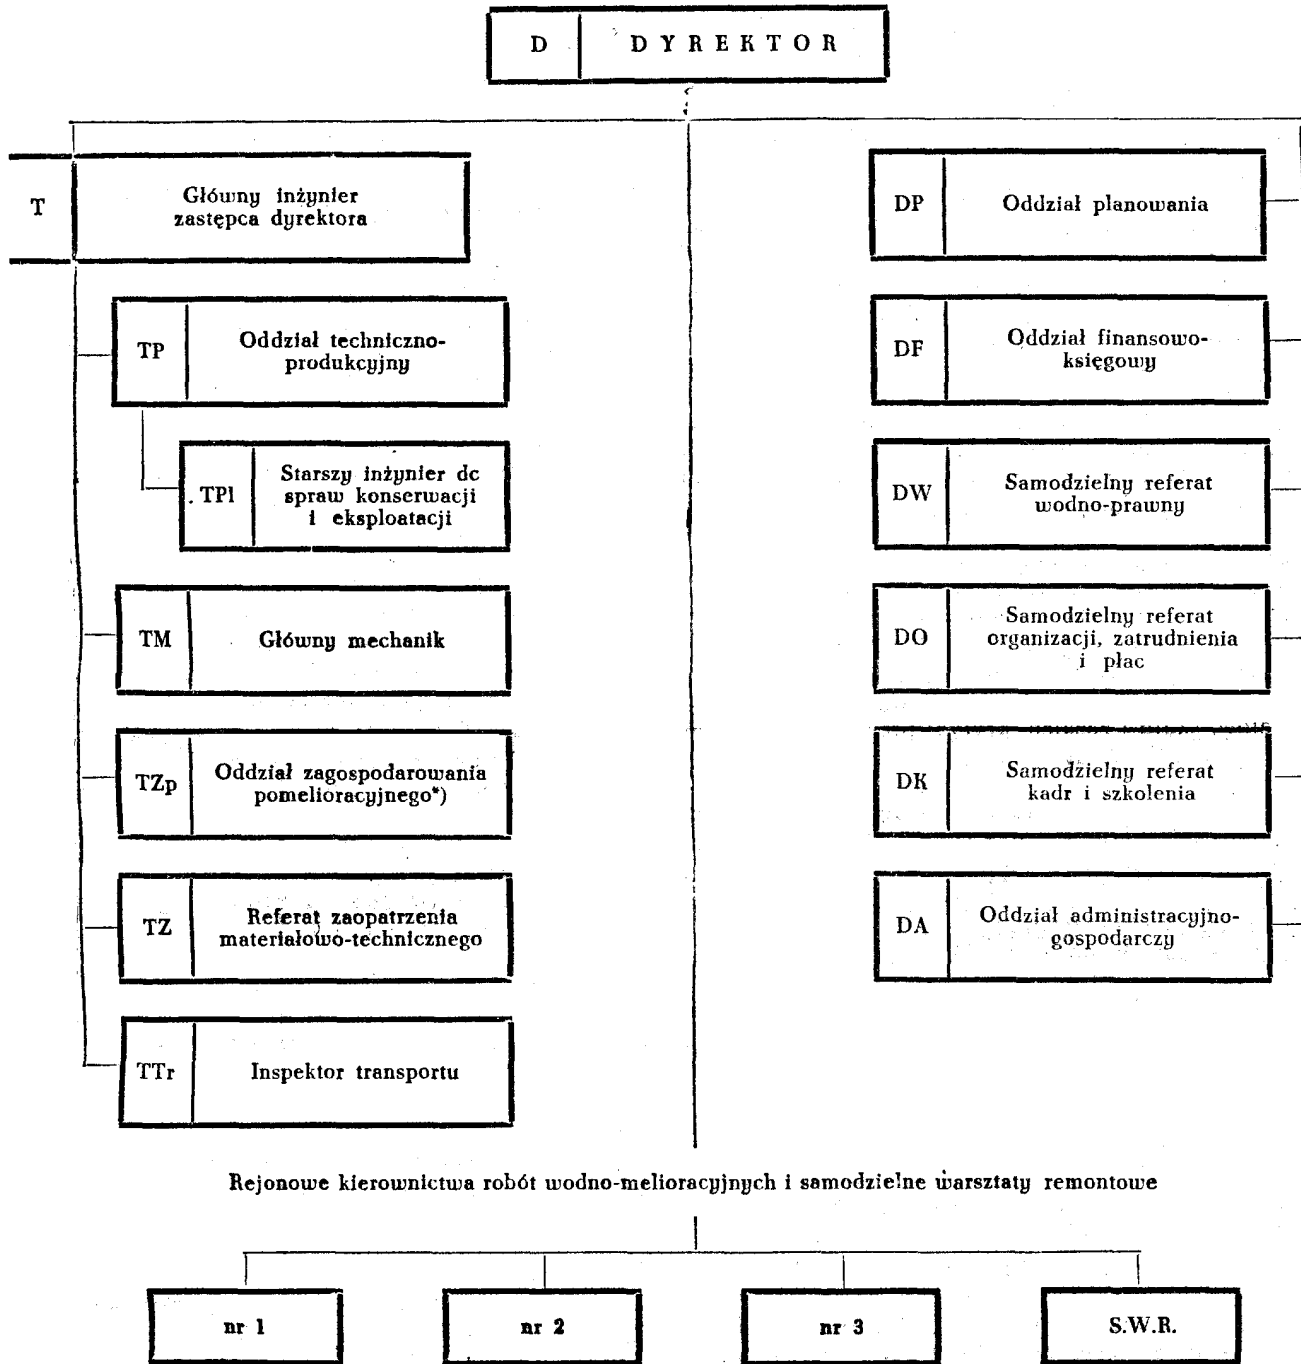 D DYREKTOR
T Główny inżynier
zastępca dyrektora
TP Oddział techniczno-
produkcyjny
TP1 Starszy inżynier dc
spraw konserwacji
i eksploatacji
TM Główny mechanik
TZp Oddział zagospodarowania
pomelioracyjnego*)
TZ Referat zaopatrzenia
materiałowo-technicznego
TTr Inspektor transportu
DP Oddział planowania
DF Oddział finansowo-
księgowy
DW Samodzielny referat
wodno-prawny
DO Samodzielny referat
organizacji, zatrudnienia
i płac
DK Samodzielny referat
kadr i szkolenia
DA Oddział administracyjno-
gospodarczy
Rejonowe kierownictwa robót wodno-melioracyjnych i samodzielne warsztaty remontowe
nr 1
nr 2
nr 3
S.W.R.